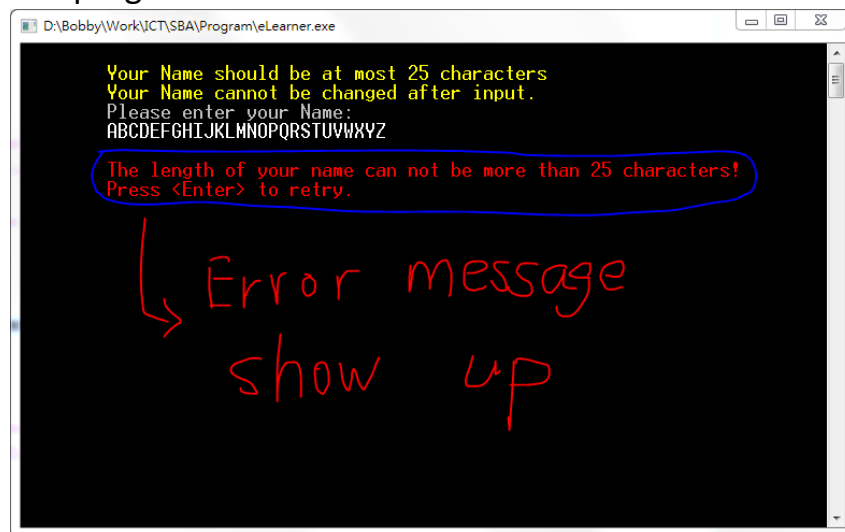 D:\Bobby\Work\ICT\SBA\Program\eLearner.exe
Your Name should be at most 25 characters
Your Name cannot be changed after input.
Please enter your Name:
ABCDEFGHIJKLMNOPQRSTUVWXYZ
The length of your name can not be more than 25 characters!
Press <Enter> to retry.
Error message
show up